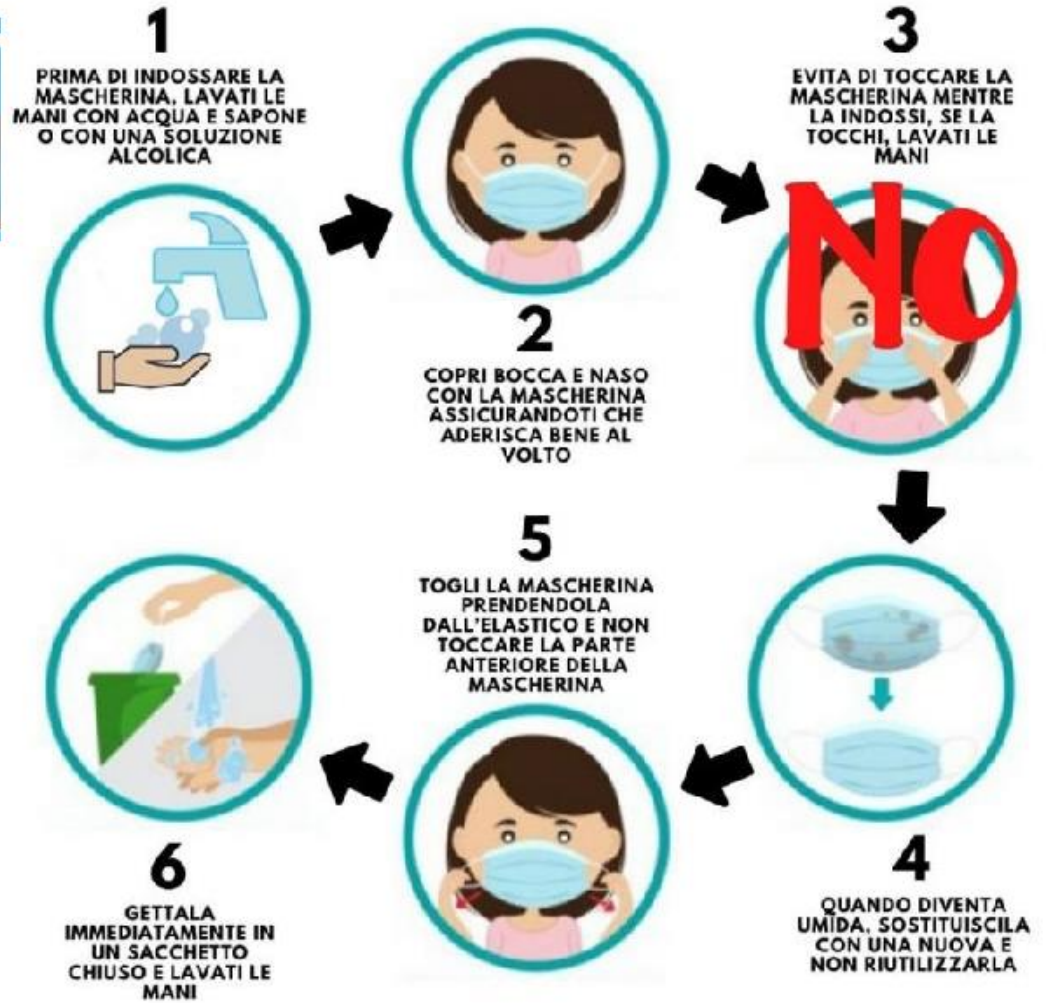 1
PRIMA DI INDOSSARE LA
MASCHERINA, LAVATI LE
MANI CON ACQUA E SAPONE
O CON UNA SOLUZIONE
ALCOLICA
2
COPRI BOCCA E NASO
CON LA MASCHERINA
ASSICURANDOTI CHE
ADERISCA BENE AL
VOLTO
3
EVITA DI TOCCARE LA
MASCHERINA MENTRE
LA INDOSSI, SE LA
TOCCHI, LAVATI LE
MANI
NO
4
QUANDO DIVENTA
UMIDA, SOSTITUISCILA
CON UNA NUOVA E
NON RIUTILIZZARLA
5
TOGLI LA MASCHERINA
PRENDENDOLA
DALL'ELASTICO E NON
TOCCARE LA PARTE
ANTERIORE DELLA
MASCHERINA
6
GETTALA
IMMEDIATAMENTE IN
UN SACCHETTO
CHIUSO E LAVATI LE
MANI